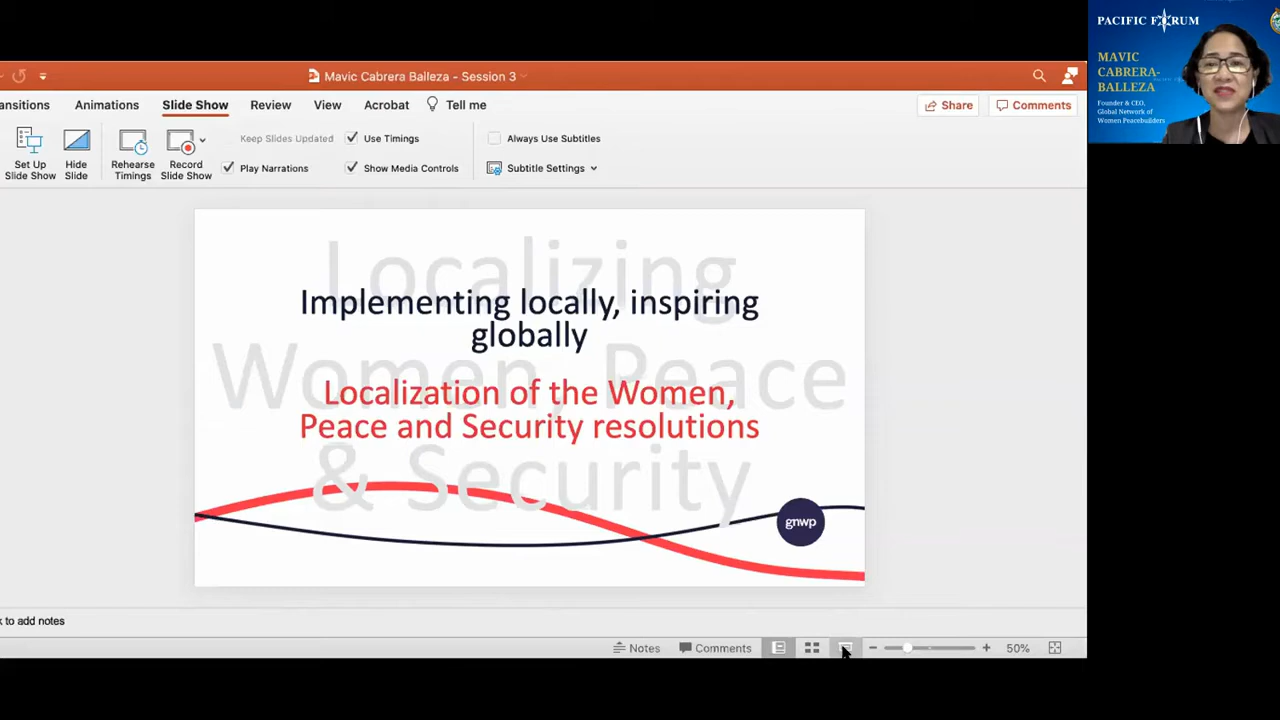 Mavic Cabrera Balleza - Session 3
ansitions
Animations
Slide Show
Review
View
Acrobat
Tell me
Share
Comments
Set Up
Slide Show
Hide
Slide
Rehearse
Timings
Record
Slide Show
Keep Slides Updated
Use Timings
Play Narrations
Show Media Controls
Always Use Subtitles
Subtitle Settings
Localizing
Women, Peace
& Security
Implementing locally, inspiring
globally
Localization of the Women,
Peace and Security resolutions
gnwp
k to add notes
Notes
Comments
50%
PACIFIC FORUM
MAVIC
CABRERA-
BALLEZA
Founder & CEO,
Global Network of
Women Peacebuilders